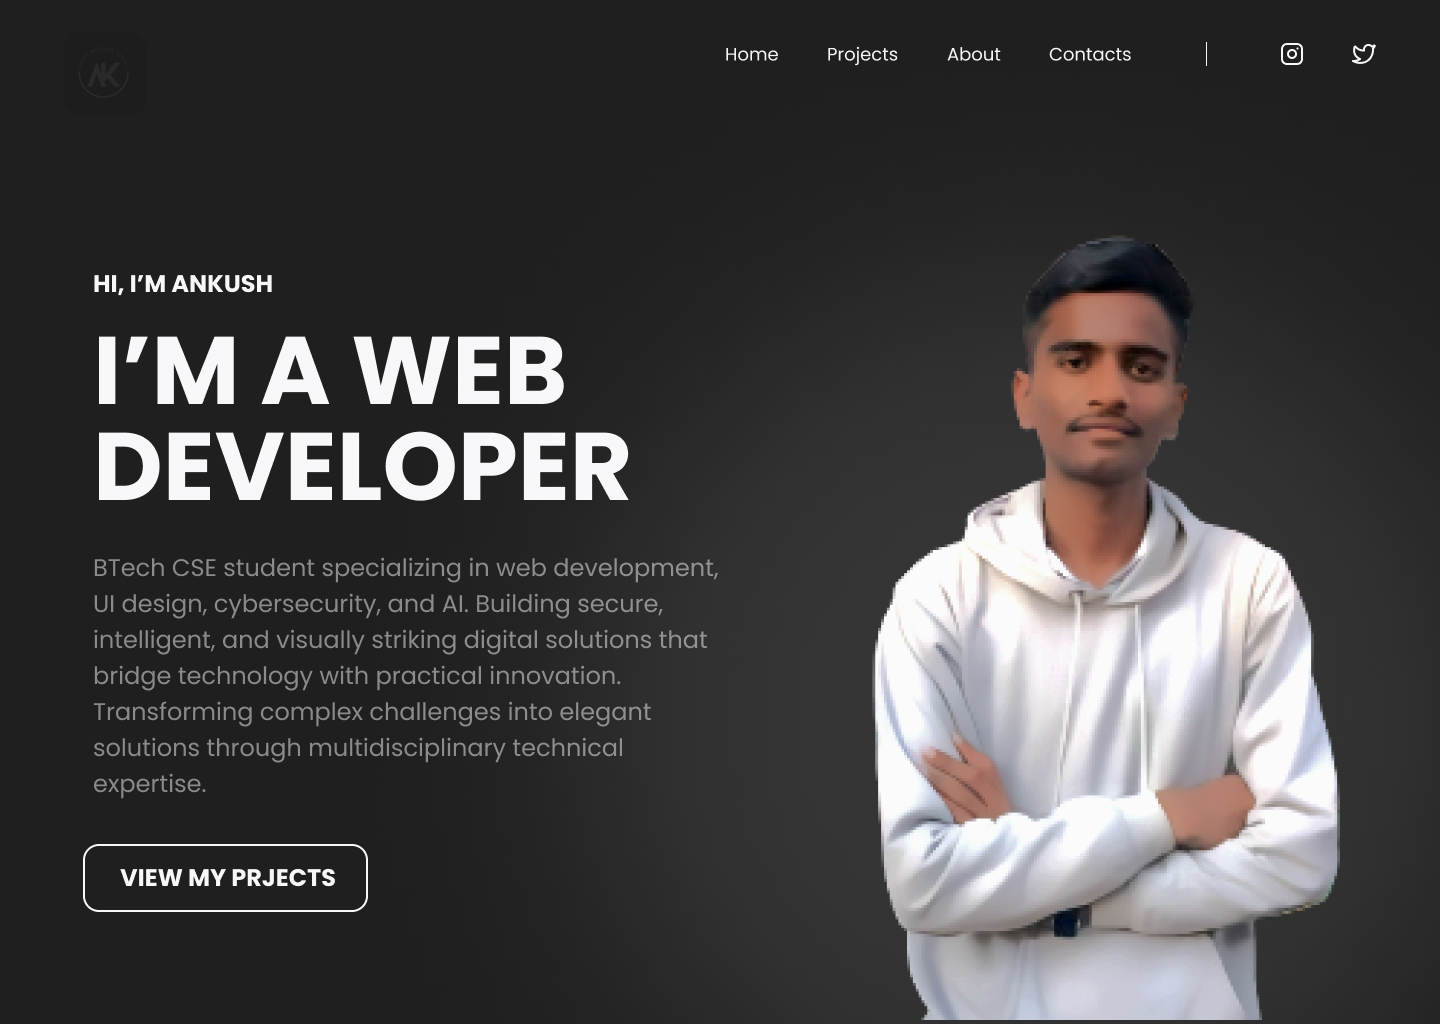 AK
Home Projects About Contacts
HI, I’M ANKUSH
I’M A WEB
DEVELOPER
BTech CSE student specializing in web development,
UI design, cybersecurity, and AI. Building secure,
intelligent, and visually striking digital solutions that
bridge technology with practical innovation.
Transforming complex challenges into elegant
solutions through multidisciplinary technical
expertise.
VIEW MY PRJECTS